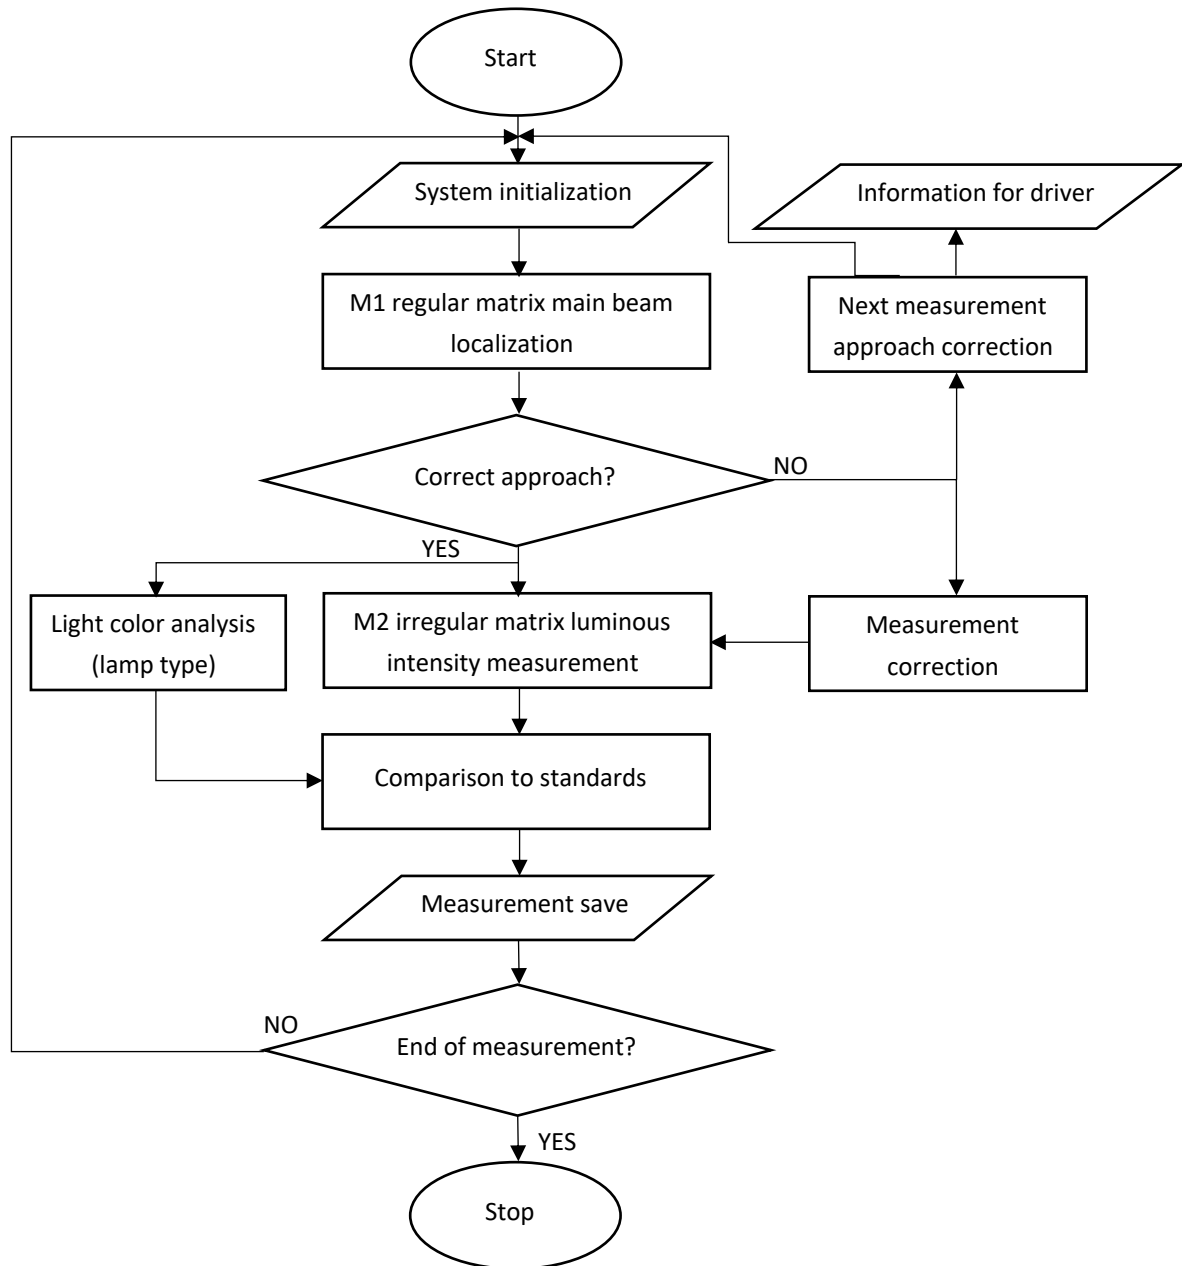 Start
System initialization
Information for driver
M1 regular matrix main beam
localization
Next measurement
approach correction
Correct approach?
NO
YES
Light color analysis
(lamp type)
M2 irregular matrix luminous
intensity measurement
Measurement
correction
Comparison to standards
Measurement save
NO
End of measurement?
YES
Stop